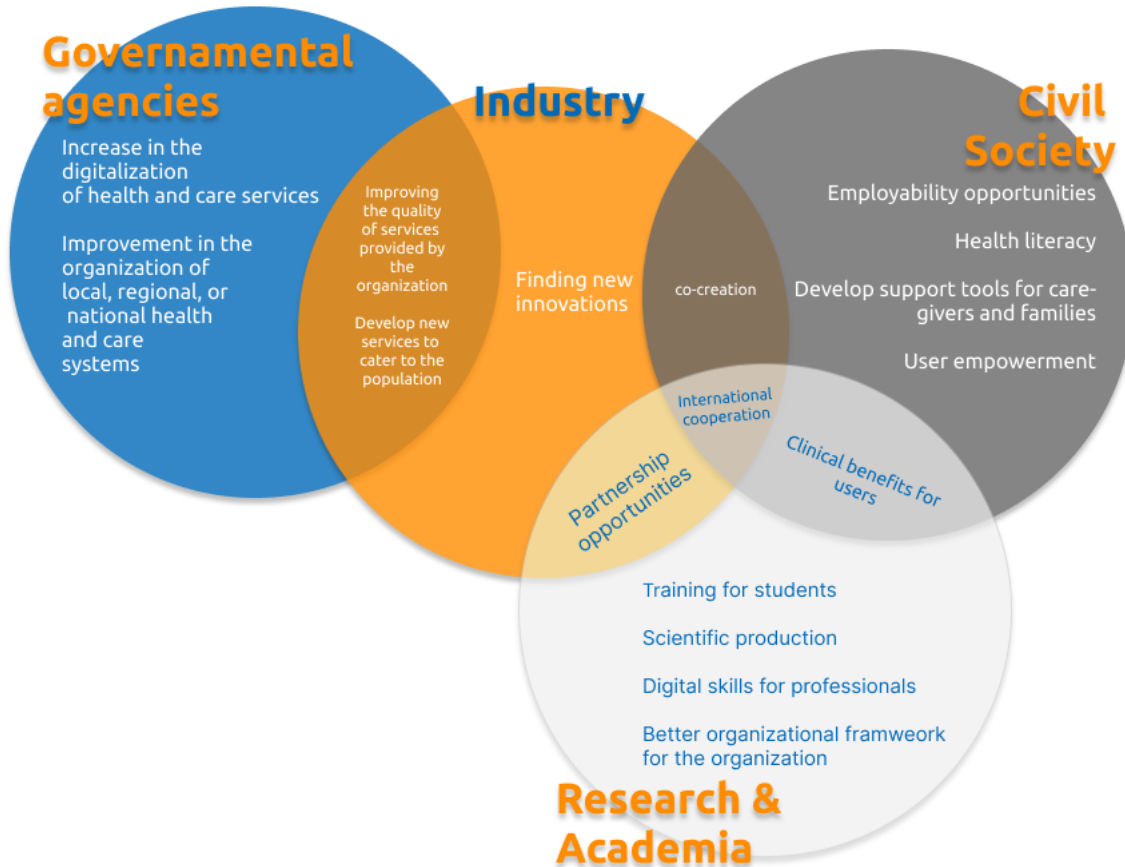 Governamental
agencies
Increase in the
digitalization
of health and care services
Improvement in the
organization of
local, regional, or
national health
and care
systems
Improving
the quality
of services
provided by
the
organization
Develop new
services to
cater to the
population
Industry
Finding new
innovations
co-creation
Civil
Society
Employability opportunities
Health literacy
Develop support tools for care-
givers and families
User empowerment
International
cooperation
Partnership
opportunities
Clinical benefits for
users
Training for students
Scientific production
Digital skills for professionals
Better organizational framweork
for the organization
Research &
Academia